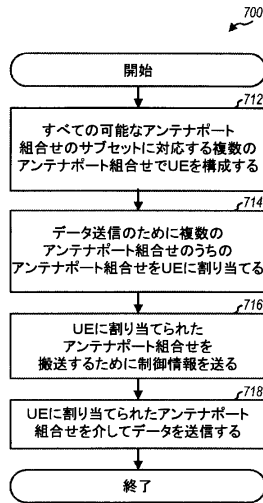 700
開始
712
すべての可能なアンテナポート
組合せのサブセットに対応する複数の
アンテナポート組合せでUEを構成する
714
データ送信のために複数の
アンテナポート組合せのうちの
アンテナポート組合せをUEに割り当てる
716
UEに割り当てられた
アンテナポート組合せを
搬送するために制御情報を送る
718
UEに割り当てられたアンテナポート
組合せを介してデータを送信する
終了